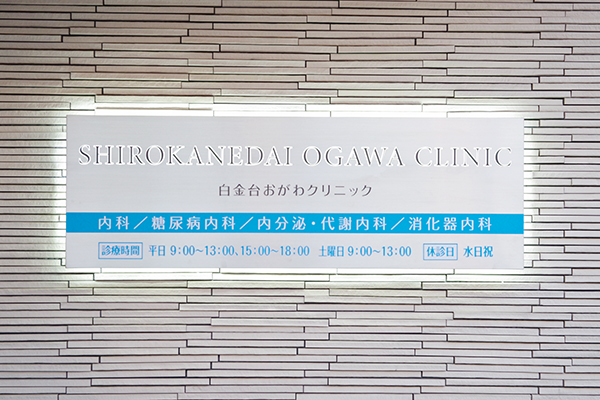 SHIROKANEDAI OGAWA CLINIC
白金台おがわクリニック
内科／糖尿病内科／内分泌・代謝内科／消化器内科
診療時間 平日 9:00〜13:00、15:00〜18:00 土曜日 9:00〜13:00 休診日 水日祝